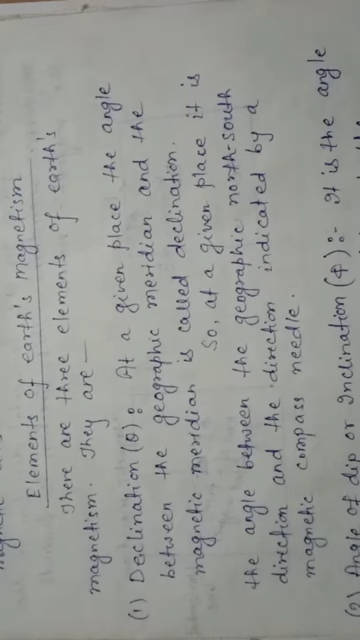 Elements of earth's magnetism
There are three elements of earth's
magnetism. They are —
(1) Declination (θ) : At a given place the angle
between the geographic meridian and the
magnetic meridian is called declination.
So, at a given place it is
the angle between the geographic north-south
direction and the direction indicated by a
magnetic compass needle.
(2) Angle of dip or Inclination (Φ) :- It is the angle